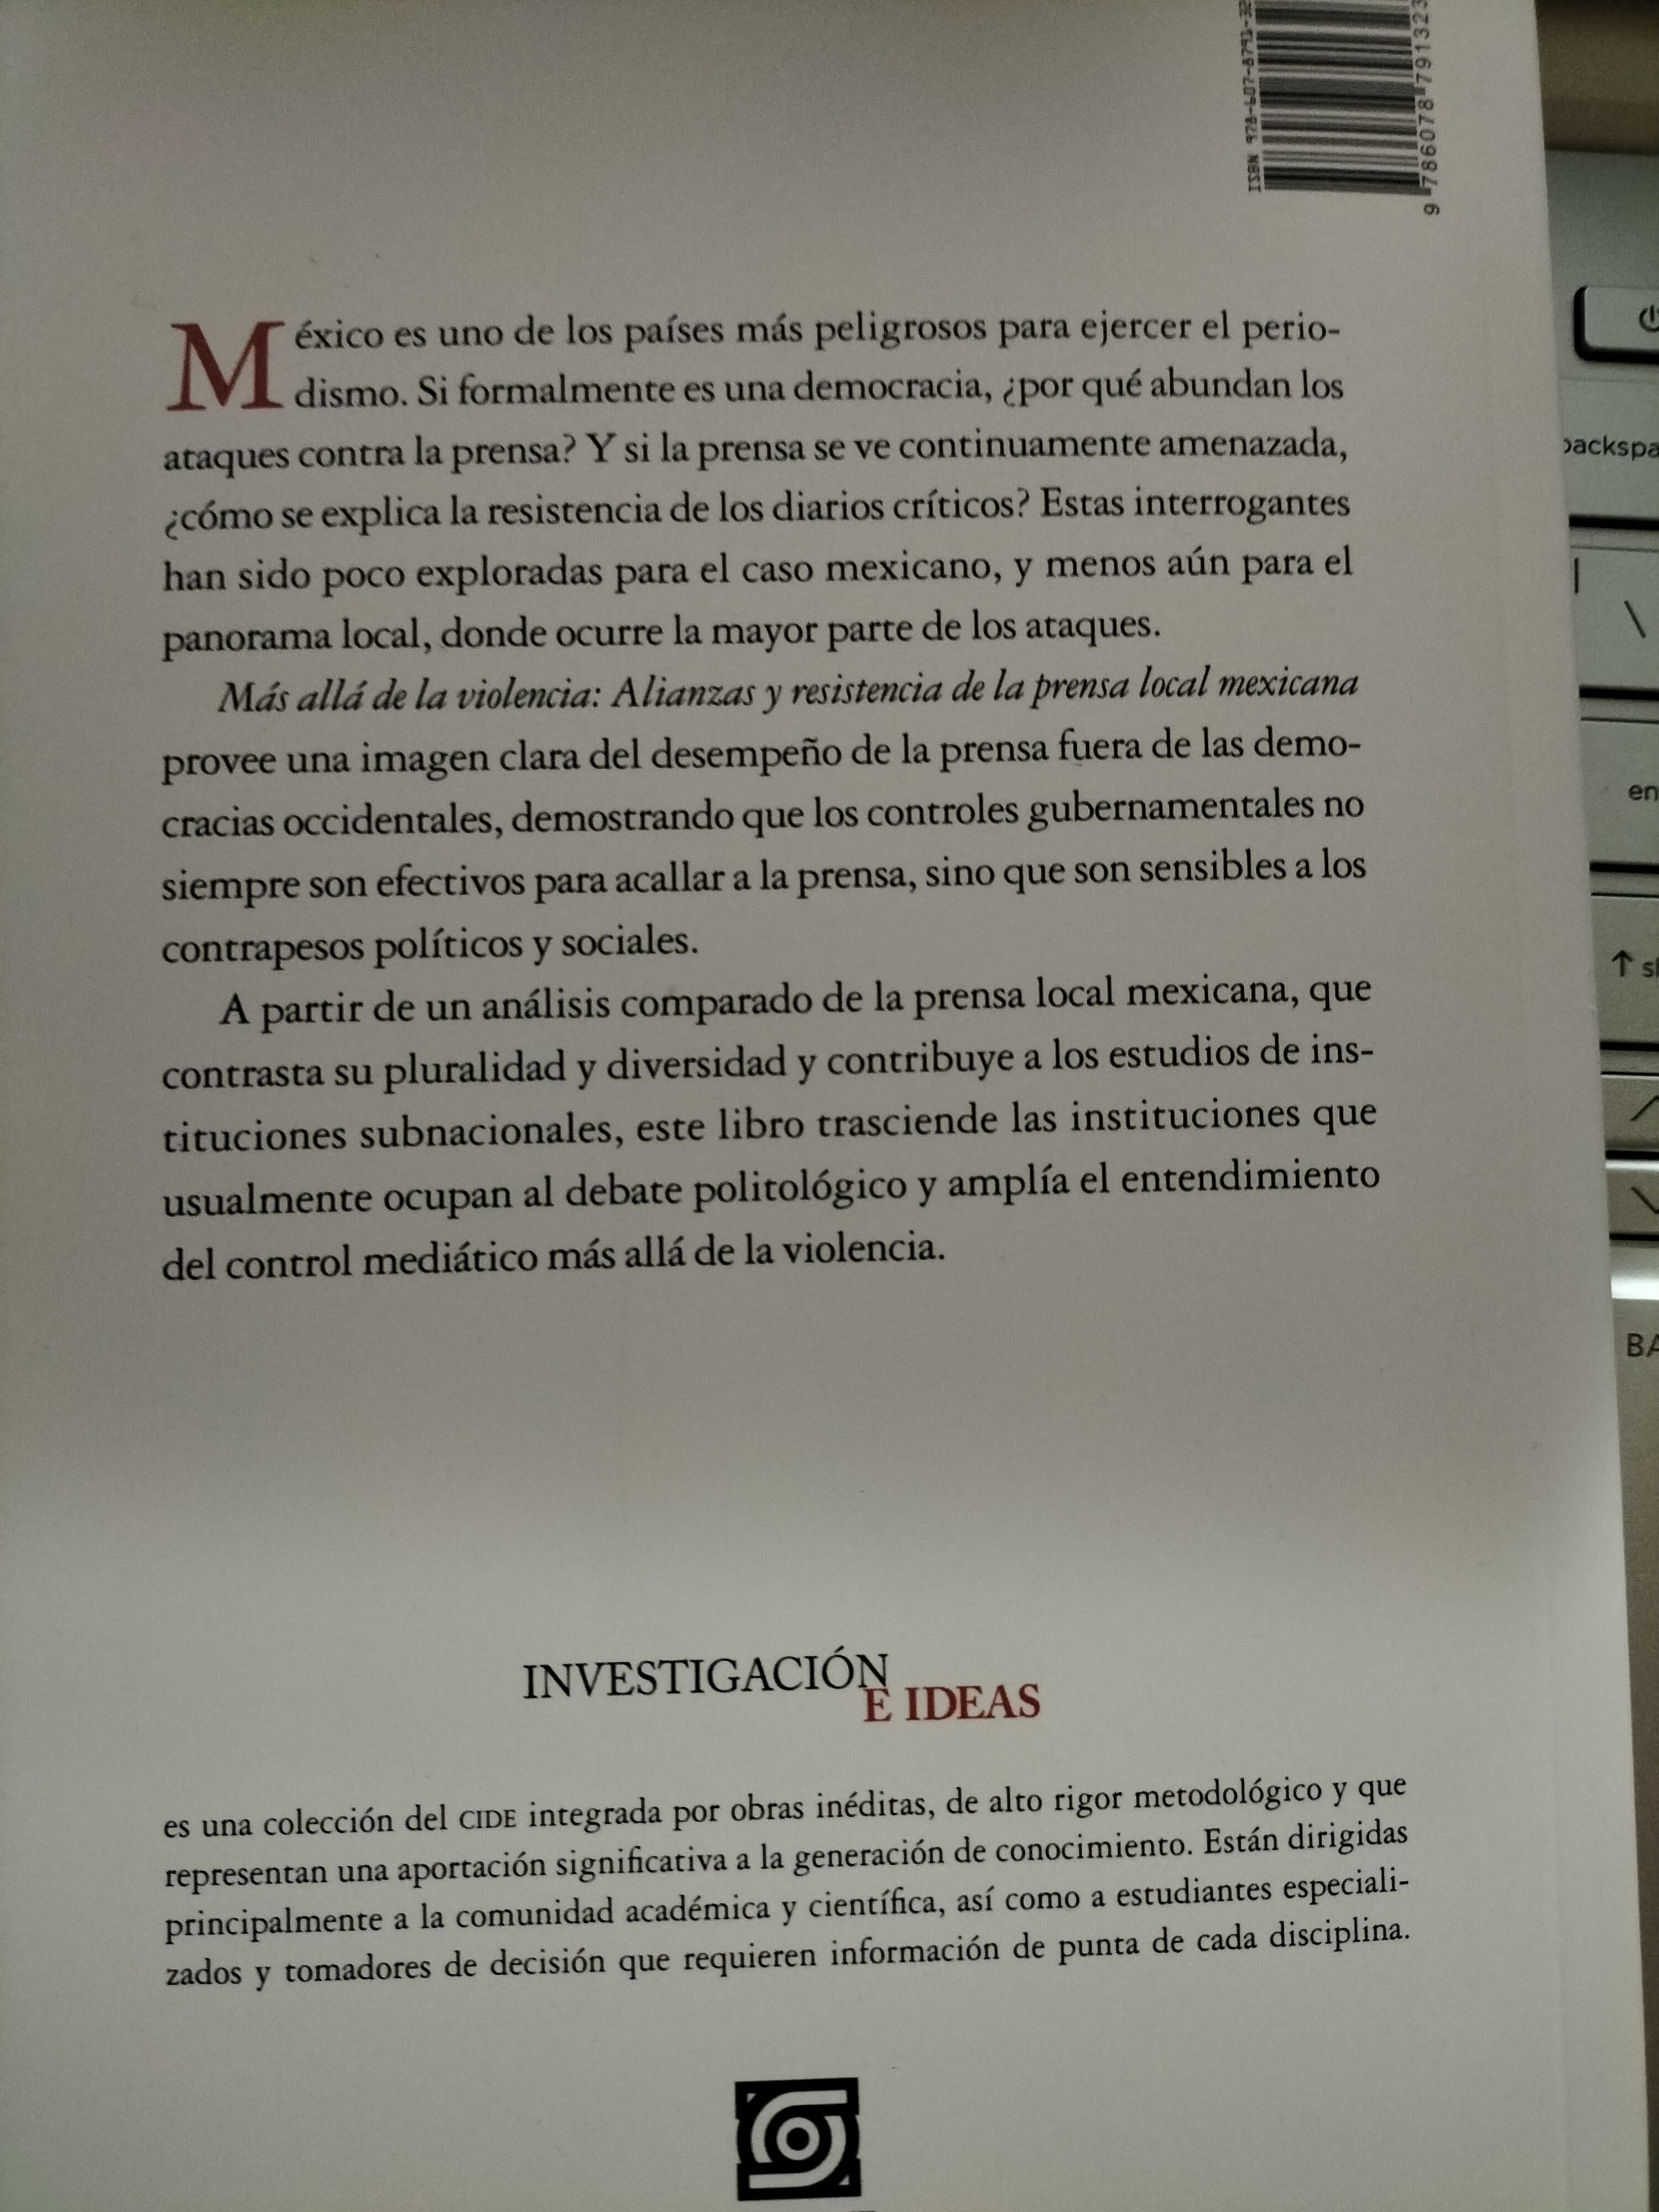 ISBN 978-607-8791-32
9 786078 791323
México es uno de los países más peligrosos para ejercer el perio-
dismo. Si formalmente es una democracia, ¿por qué abundan los
ataques contra la prensa? Y si la prensa se ve continuamente amenazada,
¿cómo se explica la resistencia de los diarios críticos? Estas interrogantes
han sido poco exploradas para el caso mexicano, y menos aún para el
panorama local, donde ocurre la mayor parte de los ataques.
Más allá de la violencia: Alianzas y resistencia de la prensa local mexicana
provee una imagen clara del desempeño de la prensa fuera de las demo-
cracias occidentales, demostrando que los controles gubernamentales no
siempre son efectivos para acallar a la prensa, sino que son sensibles a los
contrapesos políticos y sociales.
A partir de un análisis comparado de la prensa local mexicana, que
contrasta su pluralidad y diversidad y contribuye a los estudios de ins-
tituciones subnacionales, este libro trasciende las instituciones que
usualmente ocupan al debate politológico y amplía el entendimiento
del control mediático más allá de la violencia.
INVESTIGACIÓN
E IDEAS
es una colección del CIDE integrada por obras inéditas, de alto rigor metodológico y que
representan una aportación significativa a la generación de conocimiento. Están dirigidas
principalmente a la comunidad académica y científica, así como a estudiantes especiali-
zados y tomadores de decisión que requieren información de punta de cada disciplina.
backspa
|
\
en
↑ sh
BA